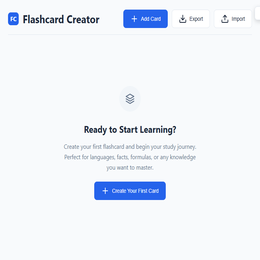 FC Flashcard Creator
Add Card
Export
Import
Ready to Start Learning?
Create your first flashcard and begin your study journey.
Perfect for languages, facts, formulas, or any knowledge
you want to master.
Create Your First Card